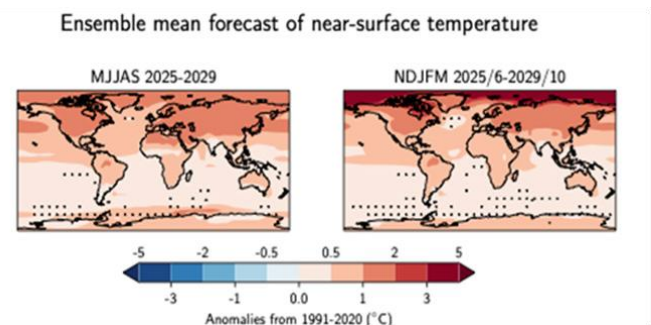 Ensemble mean forecast of near-surface temperature
MJJAS 2025-2029
NDJFM 2025/6-2029/10
-5 -2 -0.5 0.5 2 5
-3 -1 0.0 1 3
Anomalies from 1991-2020 (°C)